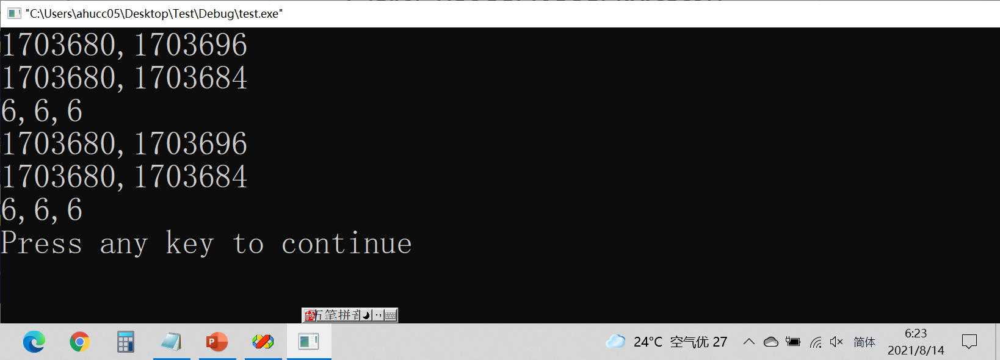 "C:\Users\ahucc05\Desktop\Test\Debug\test.exe"
1703680,1703696
1703680,1703684
6,6,6
1703680,1703696
1703680,1703684
6,6,6
Press any key to continue
万笔拼音
24°C 空气优 27
简体
6:23
2021/8/14